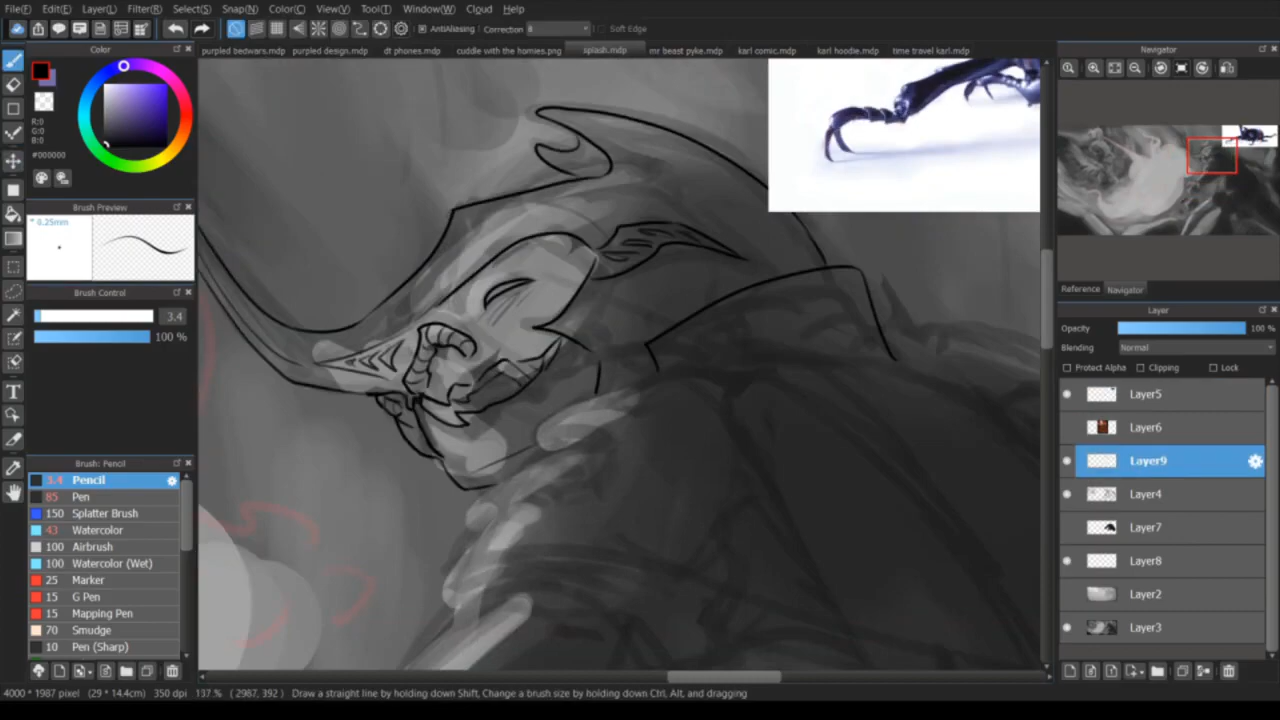 File(F) Edit(E) Layer(L) Filter(R) Select(S) Snap(N) Color(C) View(V) Tool(T) Window(W) Cloud Help
AntiAliasing Correction 8 Soft Edge
Color
purpled bedwars.mdp purpled design.mdp dt phones.mdp cuddle with the homies.png splash.mdp mr beast pyke.mdp karl comic.mdp karl hoodie.mdp time travel karl.mdp
Navigator
R:0
G:0
B:0
#000000
Brush Preview
* 0.25mm
Brush Control
3.4
100 %
Reference Navigator
Layer
Opacity 100 %
Blending Normal
Protect Alpha Clipping Lock
Layer5
Layer6
Layer9
Layer4
Layer7
Layer8
Layer2
Layer3
Brush: Pencil
3.4 Pencil
85 Pen
150 Splatter Brush
43 Watercolor
100 Airbrush
100 Watercolor (Wet)
25 Marker
15 G Pen
15 Mapping Pen
70 Smudge
10 Pen (Sharp)
T
4000 * 1987 pixel (29 * 14.4cm) 350 dpi 137 % ( 2987, 392 ) Draw a straight line by holding down Shift, Change a brush size by holding down Ctrl, Alt, and dragging